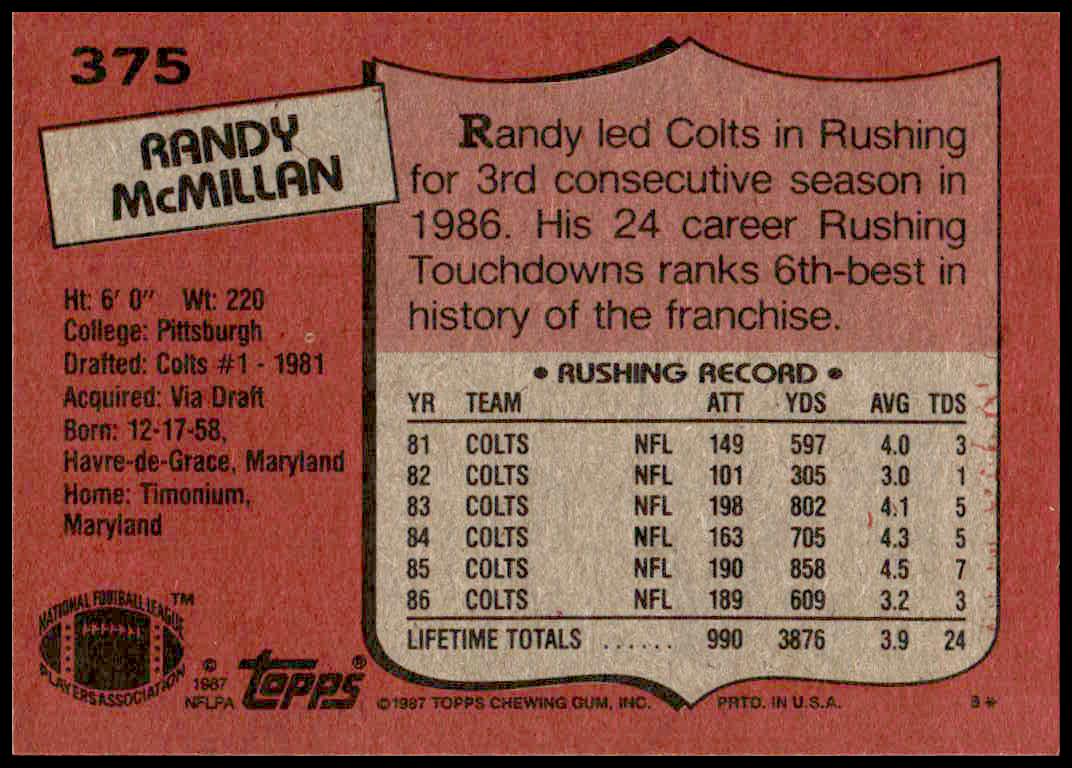 375
RANDY
McMILLAN
Randy led Colts in Rushing
for 3rd consecutive season in
1986. His 24 career Rushing
Touchdowns ranks 6th-best in
history of the franchise.
Ht: 6' 0" Wt: 220
College: Pittsburgh
Drafted: Colts #1 - 1981
Acquired: Via Draft
Born: 12-17-58,
Havre-de-Grace, Maryland
Home: Timonium,
Maryland
• RUSHING RECORD •
YR TEAM ATT YDS AVG TDS
81 COLTS NFL 149 597 4.0 3
82 COLTS NFL 101 305 3.0 1
83 COLTS NFL 198 802 4.1 5
84 COLTS NFL 163 705 4.3 5
85 COLTS NFL 190 858 4.5 7
86 COLTS NFL 189 609 3.2 3
LIFETIME TOTALS ...... 990 3876 3.9 24
NATIONAL FOOTBALL LEAGUE ™
PLAYERS ASSOCIATION
©
1987
NFLPA
topps®
©1987 TOPPS CHEWING GUM, INC. PRTD. IN U.S.A.